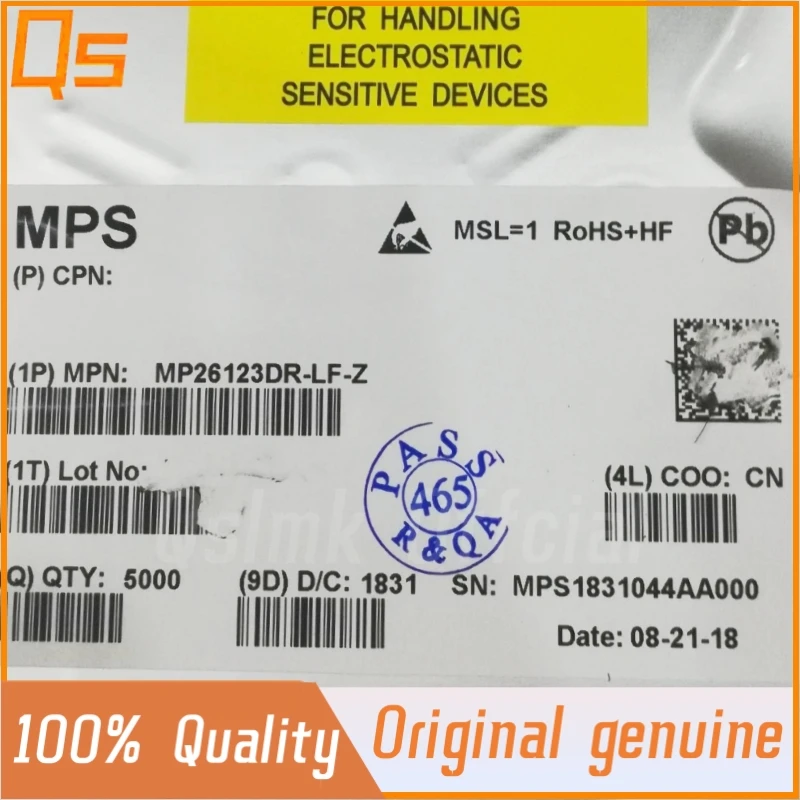 QS
FOR HANDLING
ELECTROSTATIC
SENSITIVE DEVICES
MPS
MSL=1 RoHS+HF
Pb
(P) CPN:
(1P) MPN: MP26123DR-LF-Z
(1T) Lot No:
PASS
465
R&QA
(4L) COO: CN
Q) QTY: 5000
(9D) D/C: 1831
SN: MPS1831044AA000
Date: 08-21-18
100% Quality
Original genuine